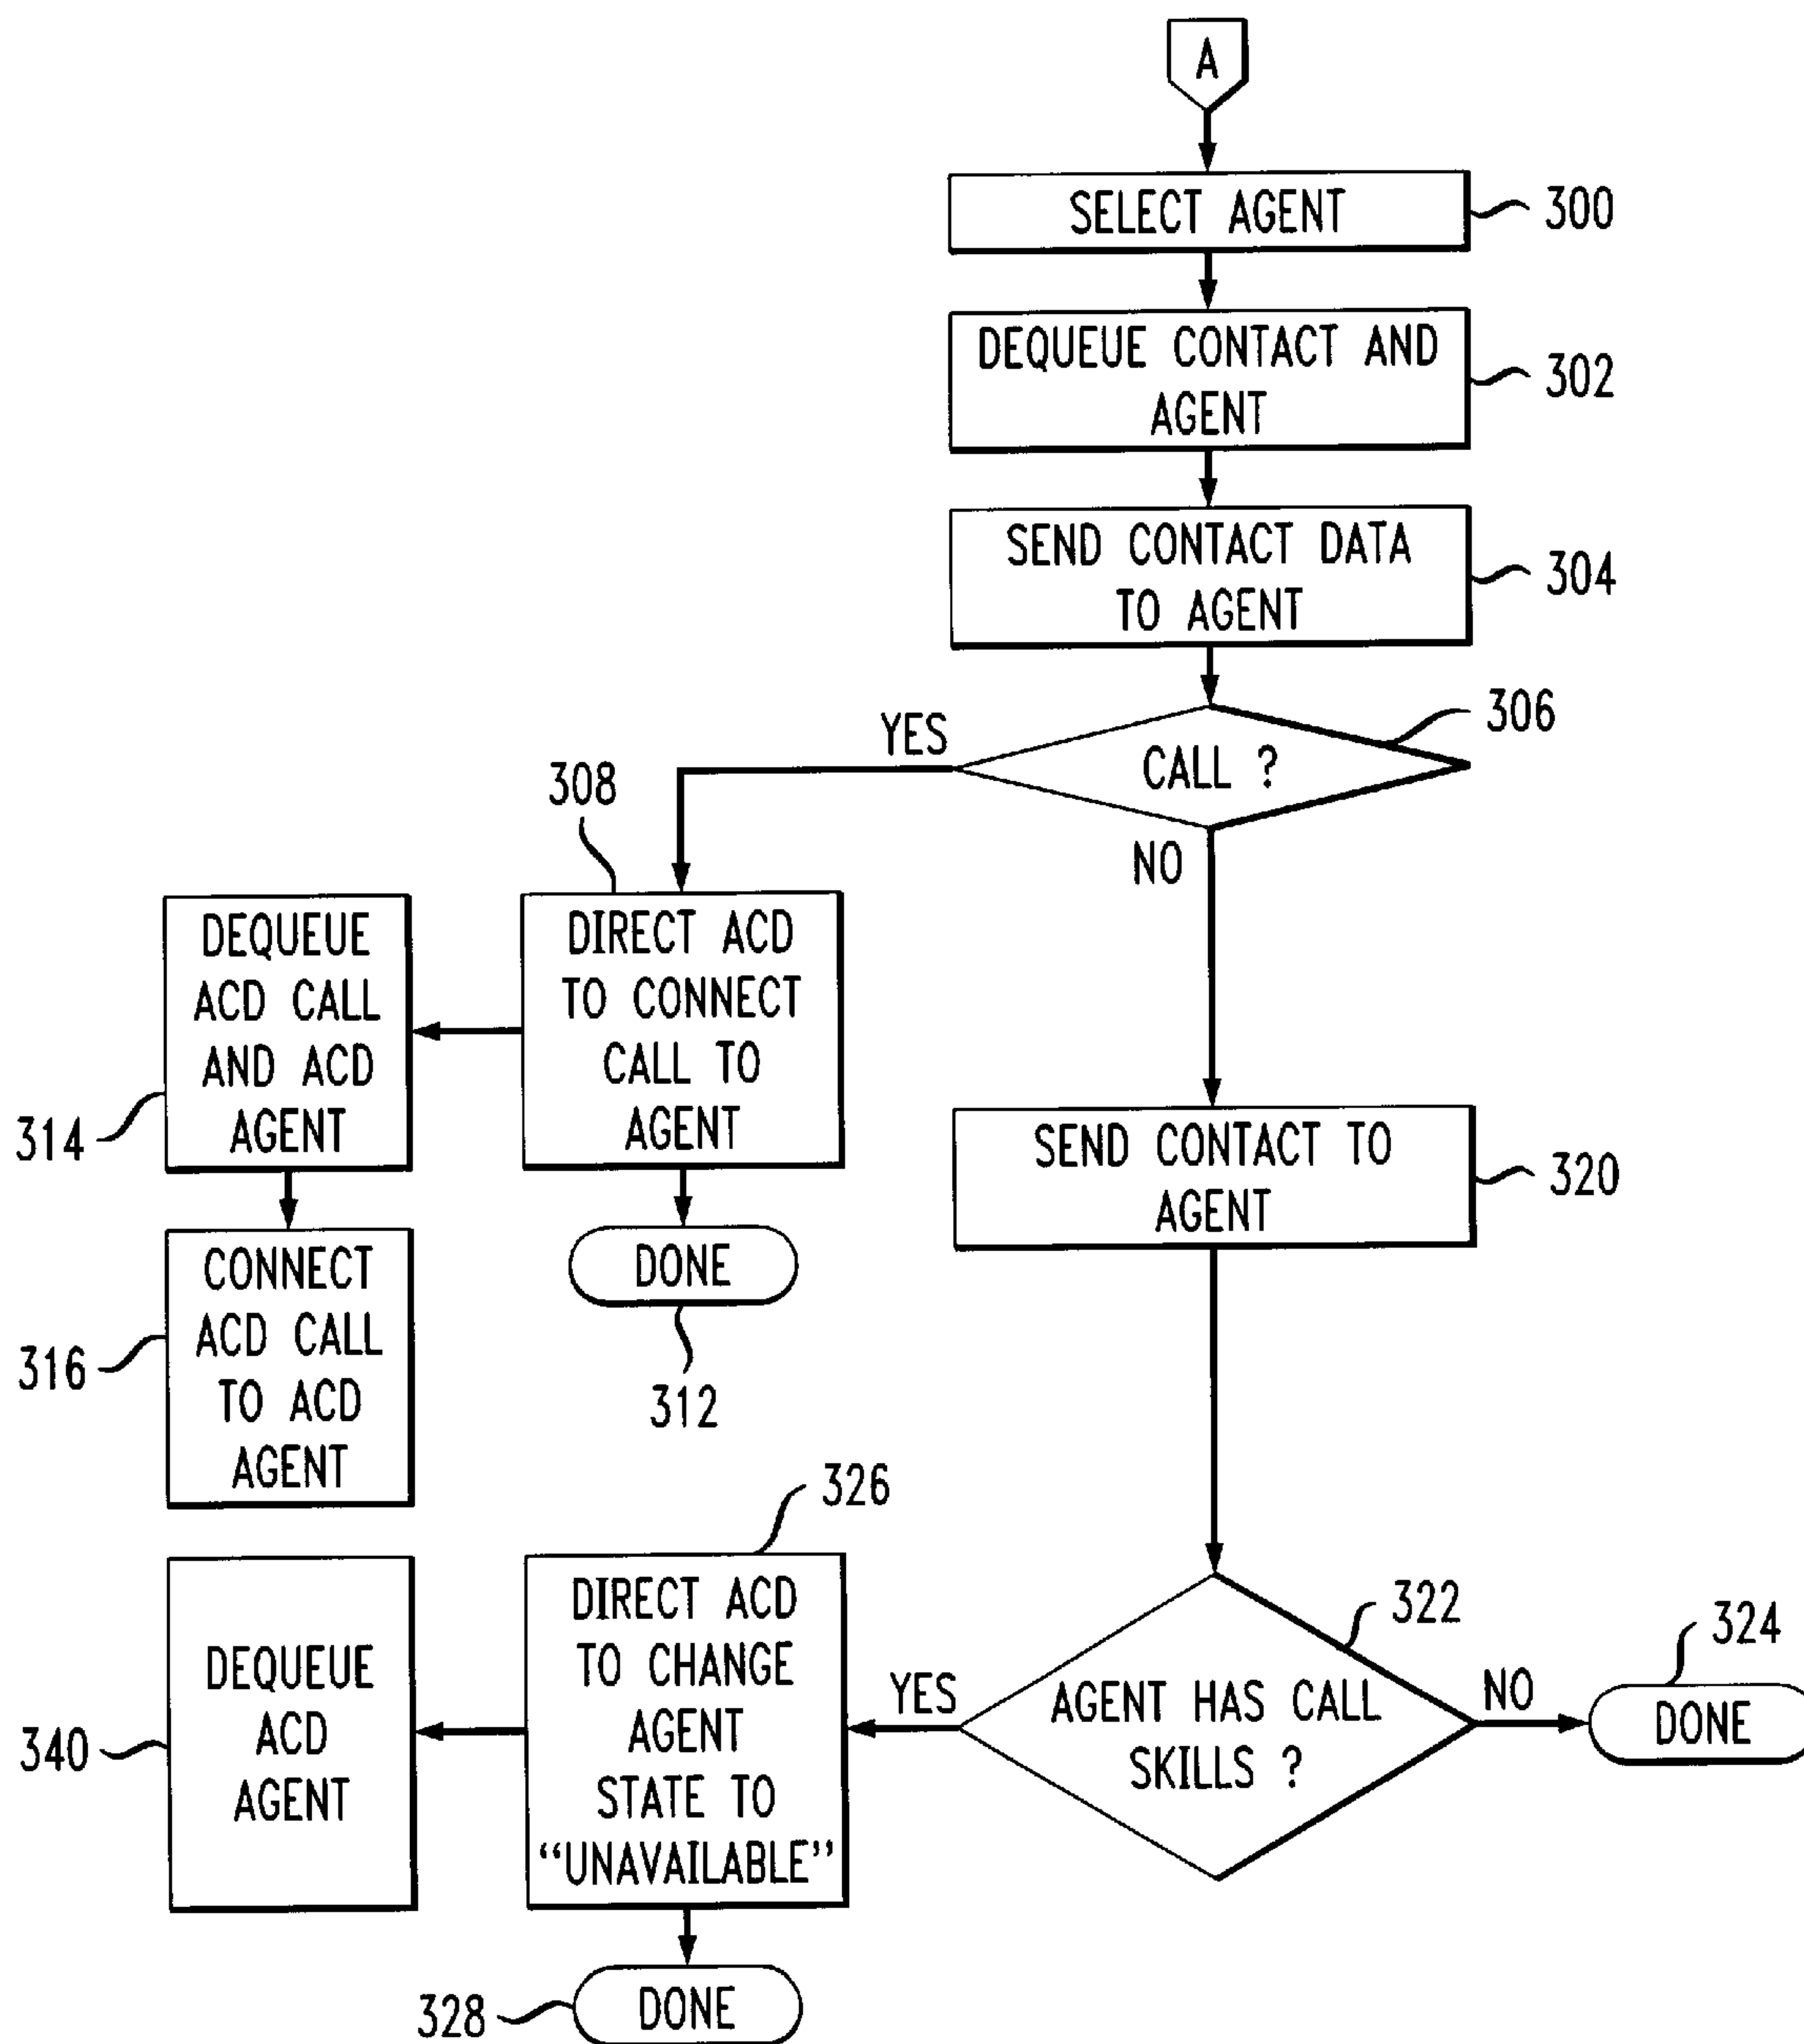 A
SELECT AGENT
300
DEQUEUE CONTACT AND
AGENT
302
SEND CONTACT DATA
TO AGENT
304
CALL ?
306
YES
NO
308
DIRECT ACD
TO CONNECT
CALL TO
AGENT
DEQUEUE
ACD CALL
AND ACD
AGENT
314
DONE
312
CONNECT
ACD CALL
TO ACD
AGENT
316
SEND CONTACT TO
AGENT
320
AGENT HAS CALL
SKILLS ?
322
NO
DONE
324
YES
326
DIRECT ACD
TO CHANGE
AGENT
STATE TO
“UNAVAILABLE”
DEQUEUE
ACD
AGENT
340
DONE
328